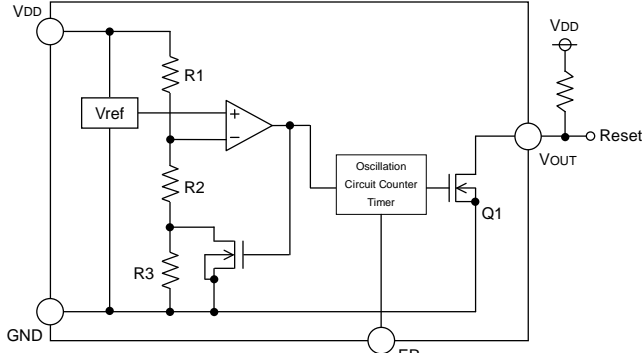 VDD
VDD
R1
Vref
+
−
Reset
VOUT
Oscillation
Circuit Counter
Timer
R2
Q1
R3
GND